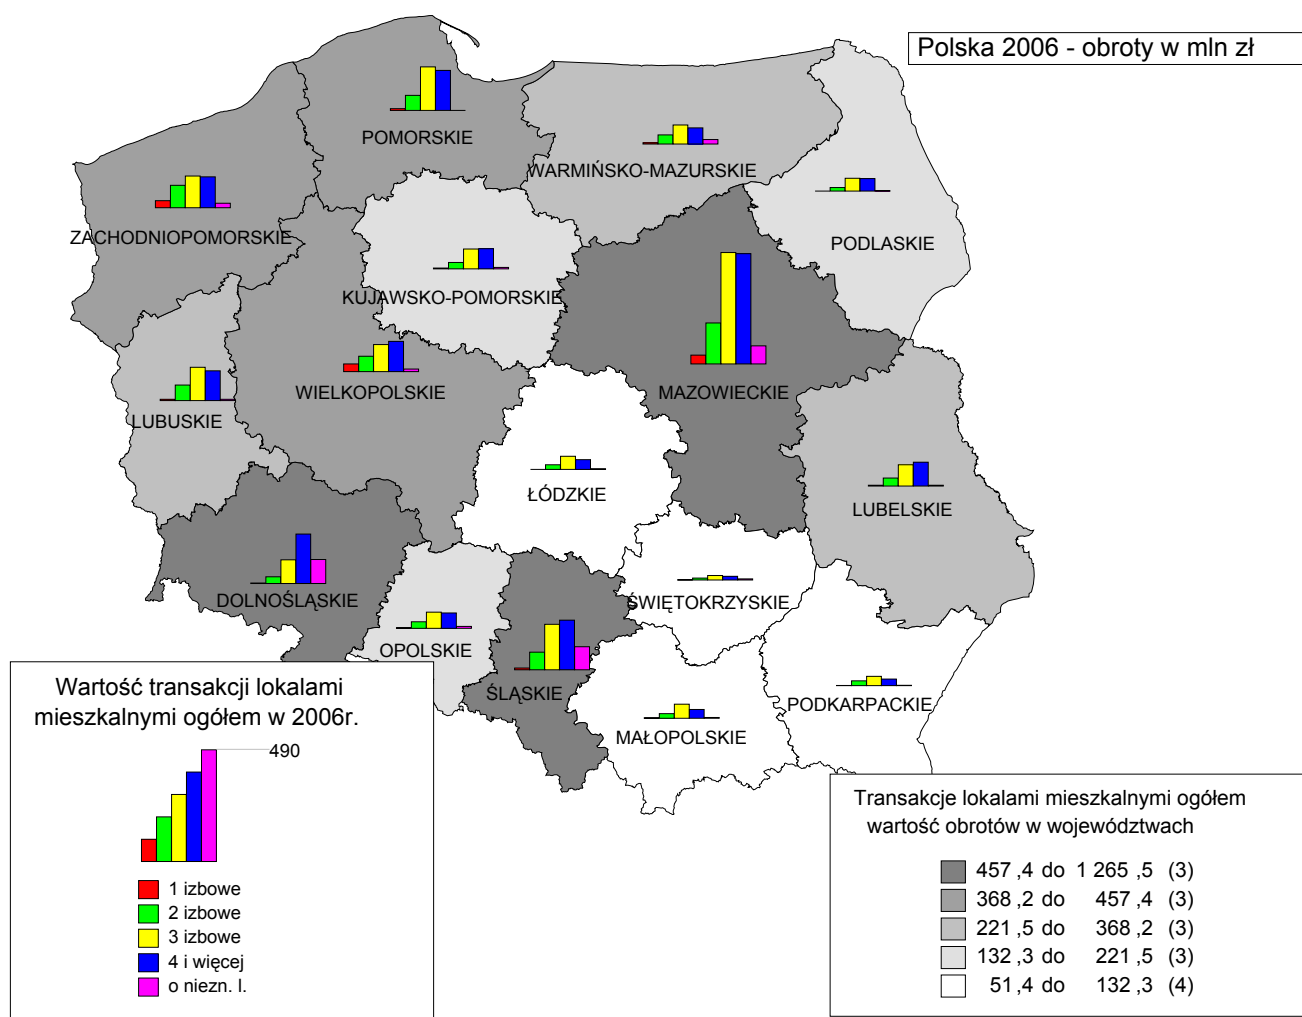 Polska 2006 - obroty w mln zł
POMORSKIE
WARMIŃSKO-MAZURSKIE
ZACHODNIOPOMORSKIE
PODLASKIE
KUJAWSKO-POMORSKIE
WIELKOPOLSKIE
MAZOWIECKIE
LUBUSKIE
ŁÓDZKIE
LUBELSKIE
DOLNOŚLĄSKIE
ŚWIĘTOKRZYSKIE
OPOLSKIE
ŚLĄSKIE
PODKARPACKIE
MAŁOPOLSKIE
Wartość transakcji lokalami
mieszkalnymi ogółem w 2006r.
490
1 izbowe
2 izbowe
3 izbowe
4 i więcej
o niezn. l.
Transakcje lokalami mieszkalnymi ogółem
wartość obrotów w województwach
457 ,4 do 1 265 ,5 (3)
368 ,2 do 457 ,4 (3)
221 ,5 do 368 ,2 (3)
132 ,3 do 221 ,5 (3)
51 ,4 do 132 ,3 (4)